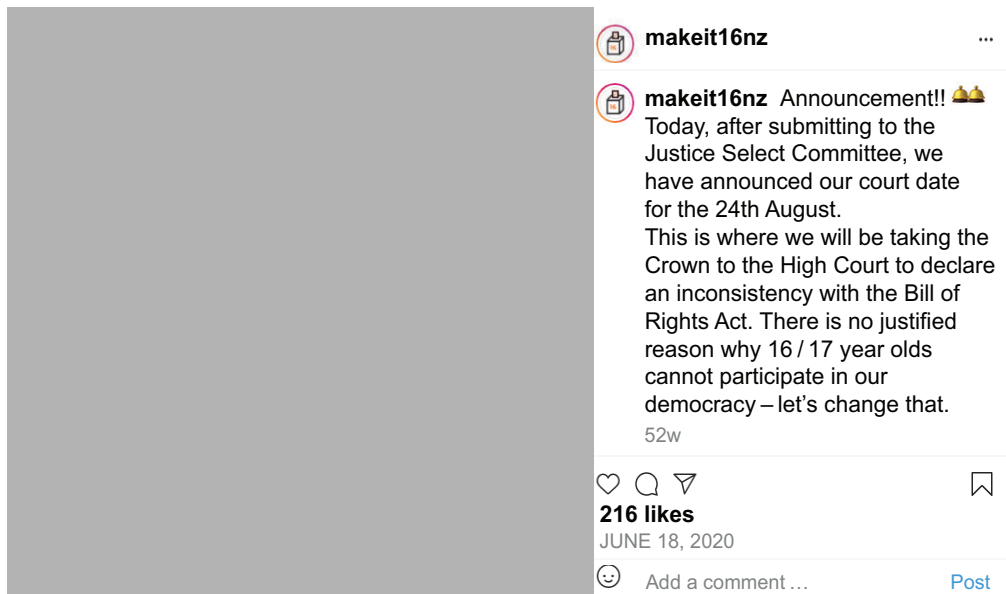 makeit16nz
makeit16nz Announcement!!
Today, after submitting to the
Justice Select Committee, we
have announced our court date
for the 24th August.
This is where we will be taking the
Crown to the High Court to declare
an inconsistency with the Bill of
Rights Act. There is no justified
reason why 16 / 17 year olds
cannot participate in our
democracy – let’s change that.
52w
216 likes
JUNE 18, 2020
Add a comment ...
Post